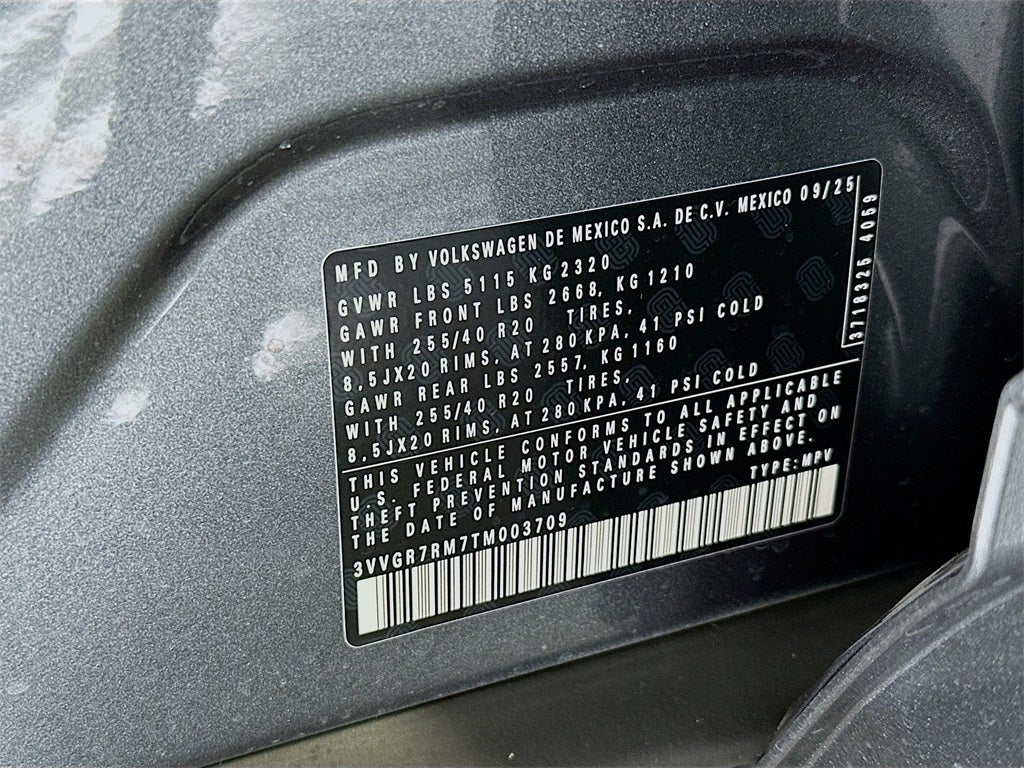 MFD BY VOLKSWAGEN DE MEXICO S.A. DE C.V. MEXICO 09/25
GVWR LBS 5115 KG 2320
GAWR FRONT LBS 2668, KG 1210
WITH 255/40 R20 TIRES,
8,5JX20 RIMS, AT 280 KPA, 41 PSI COLD
GAWR REAR LBS 2557, KG 1160
WITH 255/40 R20 TIRES,
8,5JX20 RIMS, AT 280 KPA, 41 PSI COLD
THIS VEHICLE CONFORMS TO ALL APPLICABLE
U.S. FEDERAL MOTOR VEHICLE SAFETY AND
THEFT PREVENTION STANDARDS IN EFFECT ON
THE DATE OF MANUFACTURE SHOWN ABOVE.
3VVGR7RM7TM003709 TYPE: MPV
3718325 4059